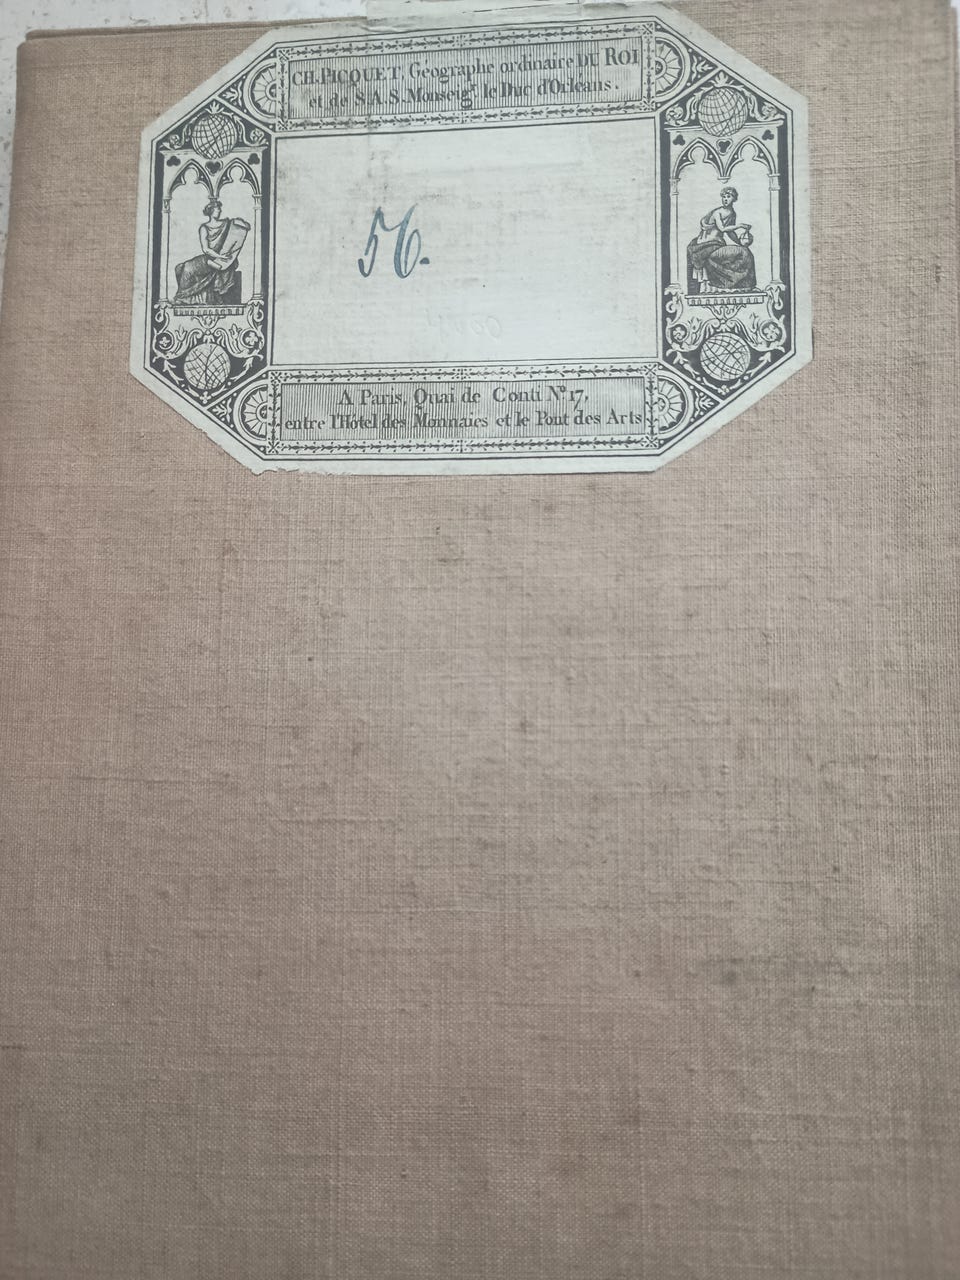 CH. PICQUET, Géographe ordinaire DU ROI
et de S.A.S. Monseigr le Duc d'Orléans.
56.
A Paris, Quai de Conti No 17,
entre l'Hôtel des Monnaies et le Pont des Arts